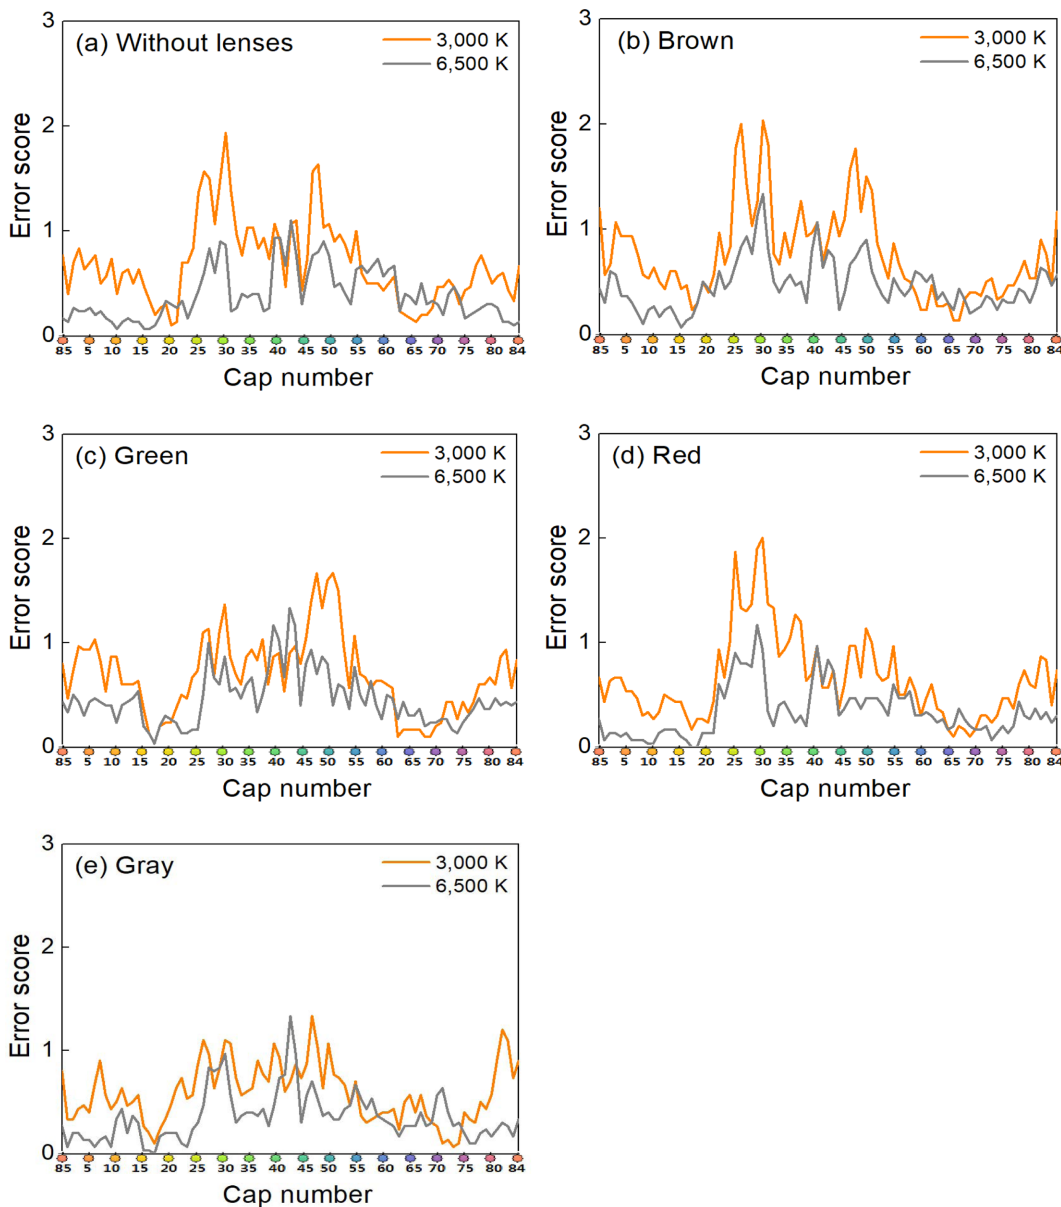 (a) Without lenses
3,000 K
6,500 K
Error score
3
2
1
0
85 5 10 15 20 25 30 35 40 45 50 55 60 65 70 75 80 84
Cap number
(b) Brown
3,000 K
6,500 K
Error score
3
2
1
0
85 5 10 15 20 25 30 35 40 45 50 55 60 65 70 75 80 84
Cap number
(c) Green
3,000 K
6,500 K
Error score
3
2
1
0
85 5 10 15 20 25 30 35 40 45 50 55 60 65 70 75 80 84
Cap number
(d) Red
3,000 K
6,500 K
Error score
3
2
1
0
85 5 10 15 20 25 30 35 40 45 50 55 60 65 70 75 80 84
Cap number
(e) Gray
3,000 K
6,500 K
Error score
3
2
1
0
85 5 10 15 20 25 30 35 40 45 50 55 60 65 70 75 80 84
Cap number